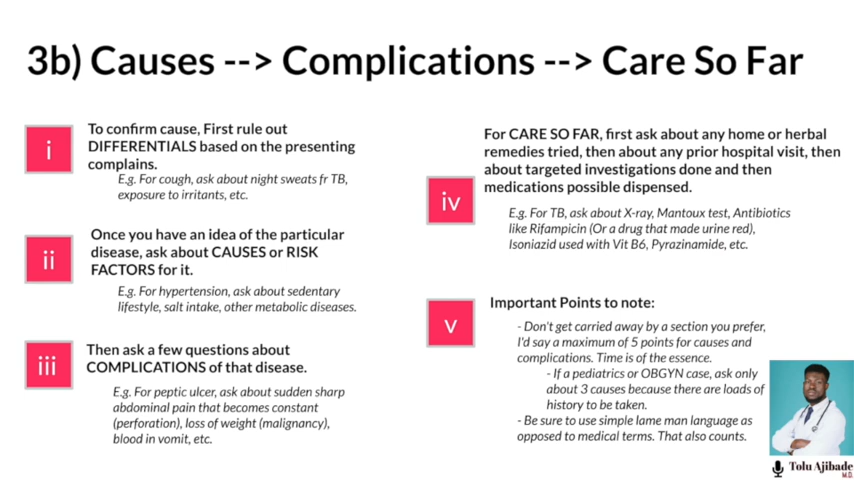 3b) Causes --> Complications --> Care So Far
i
To confirm cause, First rule out
DIFFERENTIALS based on the presenting
complains.
E.g. For cough, ask about night sweats fr TB,
exposure to irritants, etc.
ii
Once you have an idea of the particular
disease, ask about CAUSES or RISK
FACTORS for it.
E.g. For hypertension, ask about sedentary
lifestyle, salt intake, other metabolic diseases.
iii
Then ask a few questions about
COMPLICATIONS of that disease.
E.g. For peptic ulcer, ask about sudden sharp
abdominal pain that becomes constant
(perforation), loss of weight (malignancy),
blood in vomit, etc.
iv
For CARE SO FAR, first ask about any home or herbal
remedies tried, then about any prior hospital visit, then
about targeted investigations done and then
medications possible dispensed.
E.g. For TB, ask about X-ray, Mantoux test, Antibiotics
like Rifampicin (Or a drug that made urine red),
Isoniazid used with Vit B6, Pyrazinamide, etc.
v
Important Points to note:
- Don't get carried away by a section you prefer,
I'd say a maximum of 5 points for causes and
complications. Time is of the essence.
- If a pediatrics or OBGYN case, ask only
about 3 causes because there are loads of
history to be taken.
- Be sure to use simple lame man language as
opposed to medical terms. That also counts.
Tolu Ajibade
M.D.